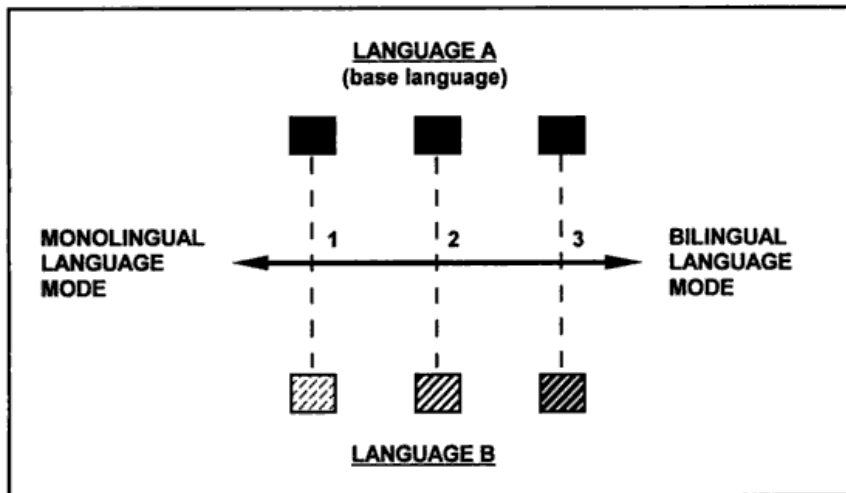 LANGUAGE A
(base language)
1 2 3
MONOLINGUAL
LANGUAGE
MODE
BILINGUAL
LANGUAGE
MODE
LANGUAGE B